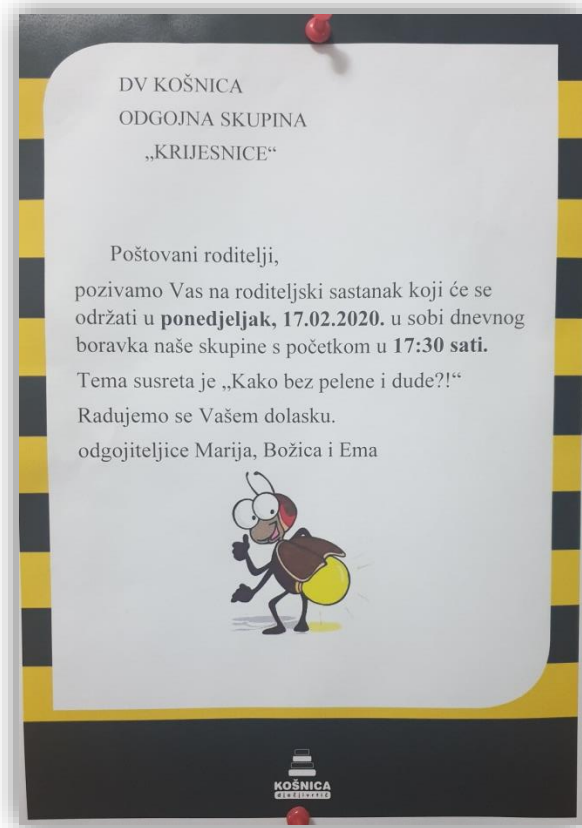 DV KOŠNICA
ODGOJNA SKUPINA
„KRIJESNICE“
Poštovani roditelji,
pozivamo Vas na roditeljski sastanak koji će se
održati u ponedjeljak, 17.02.2020. u sobi dnevnog
boravka naše skupine s početkom u 17:30 sati.
Tema susreta je „Kako bez pelene i dude?!“
Radujemo se Vašem dolasku.
odgojiteljice Marija, Božica i Ema
KOŠNICA
dječji vrtić